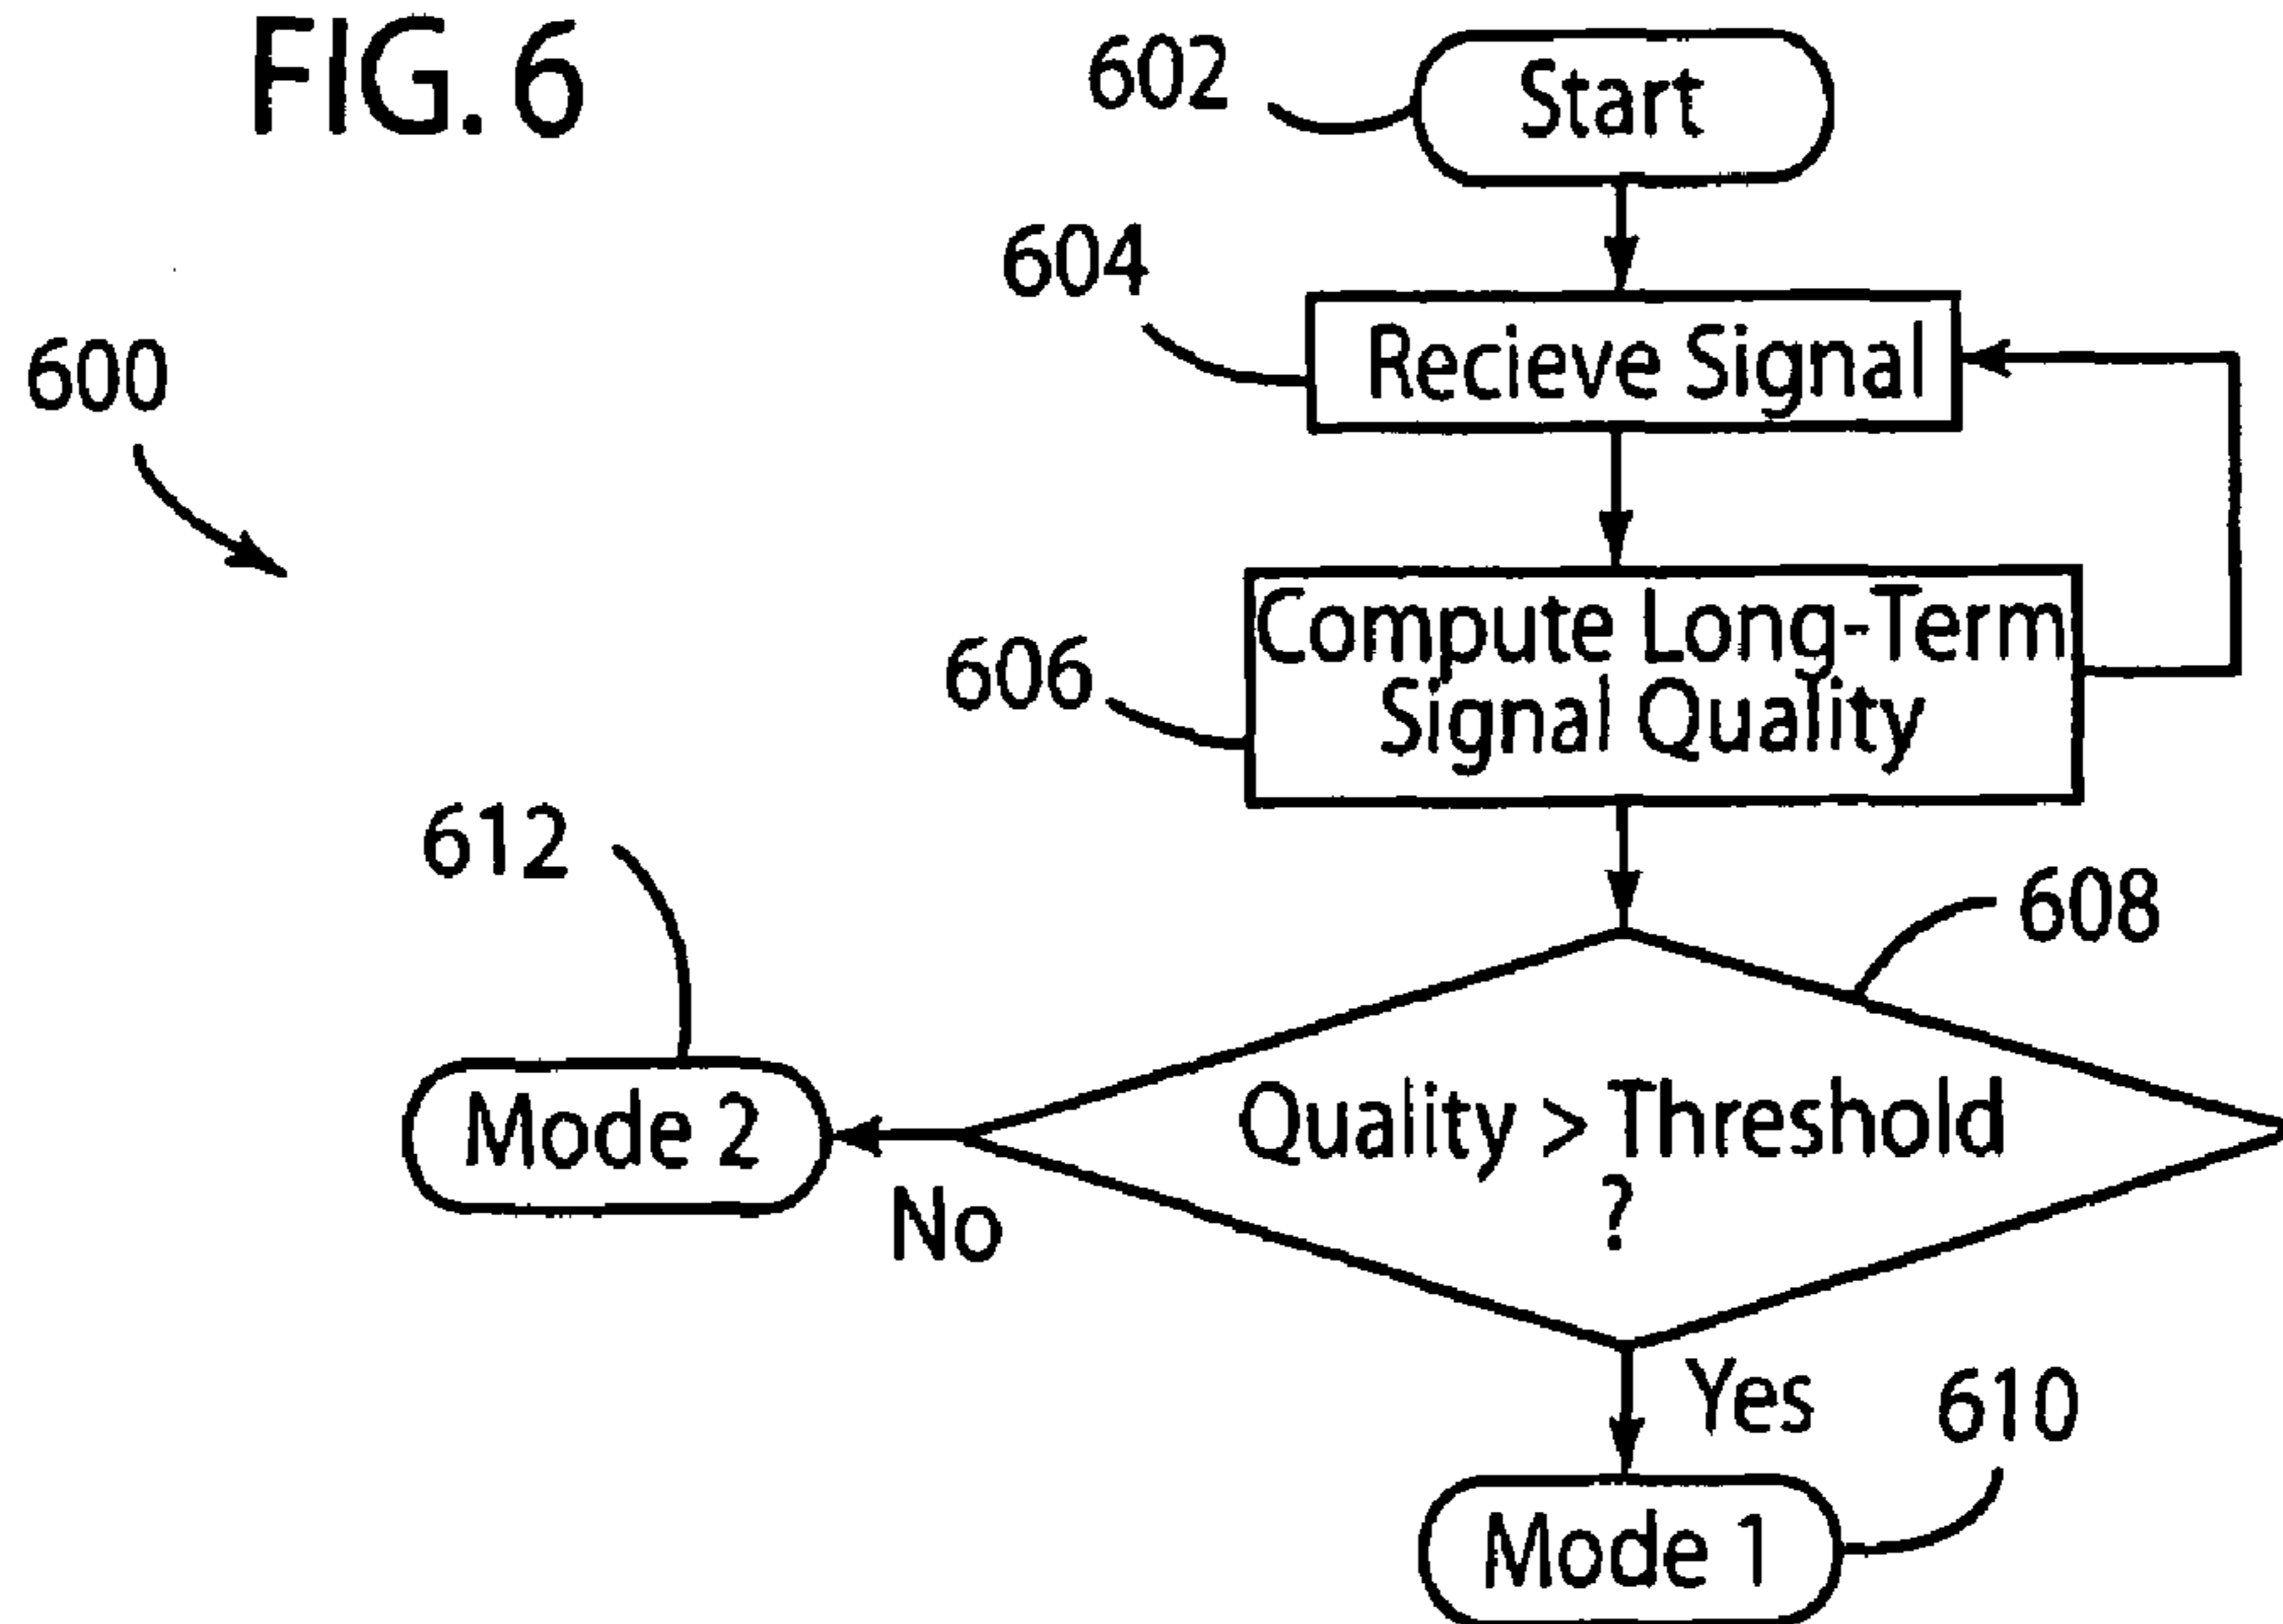 FIG. 6
602
Start
604
Recieve Signal
600
606
Compute Long-Term
Signal Quality
612
608
Mode 2
Quality > Threshold
?
No
Yes
610
Mode 1